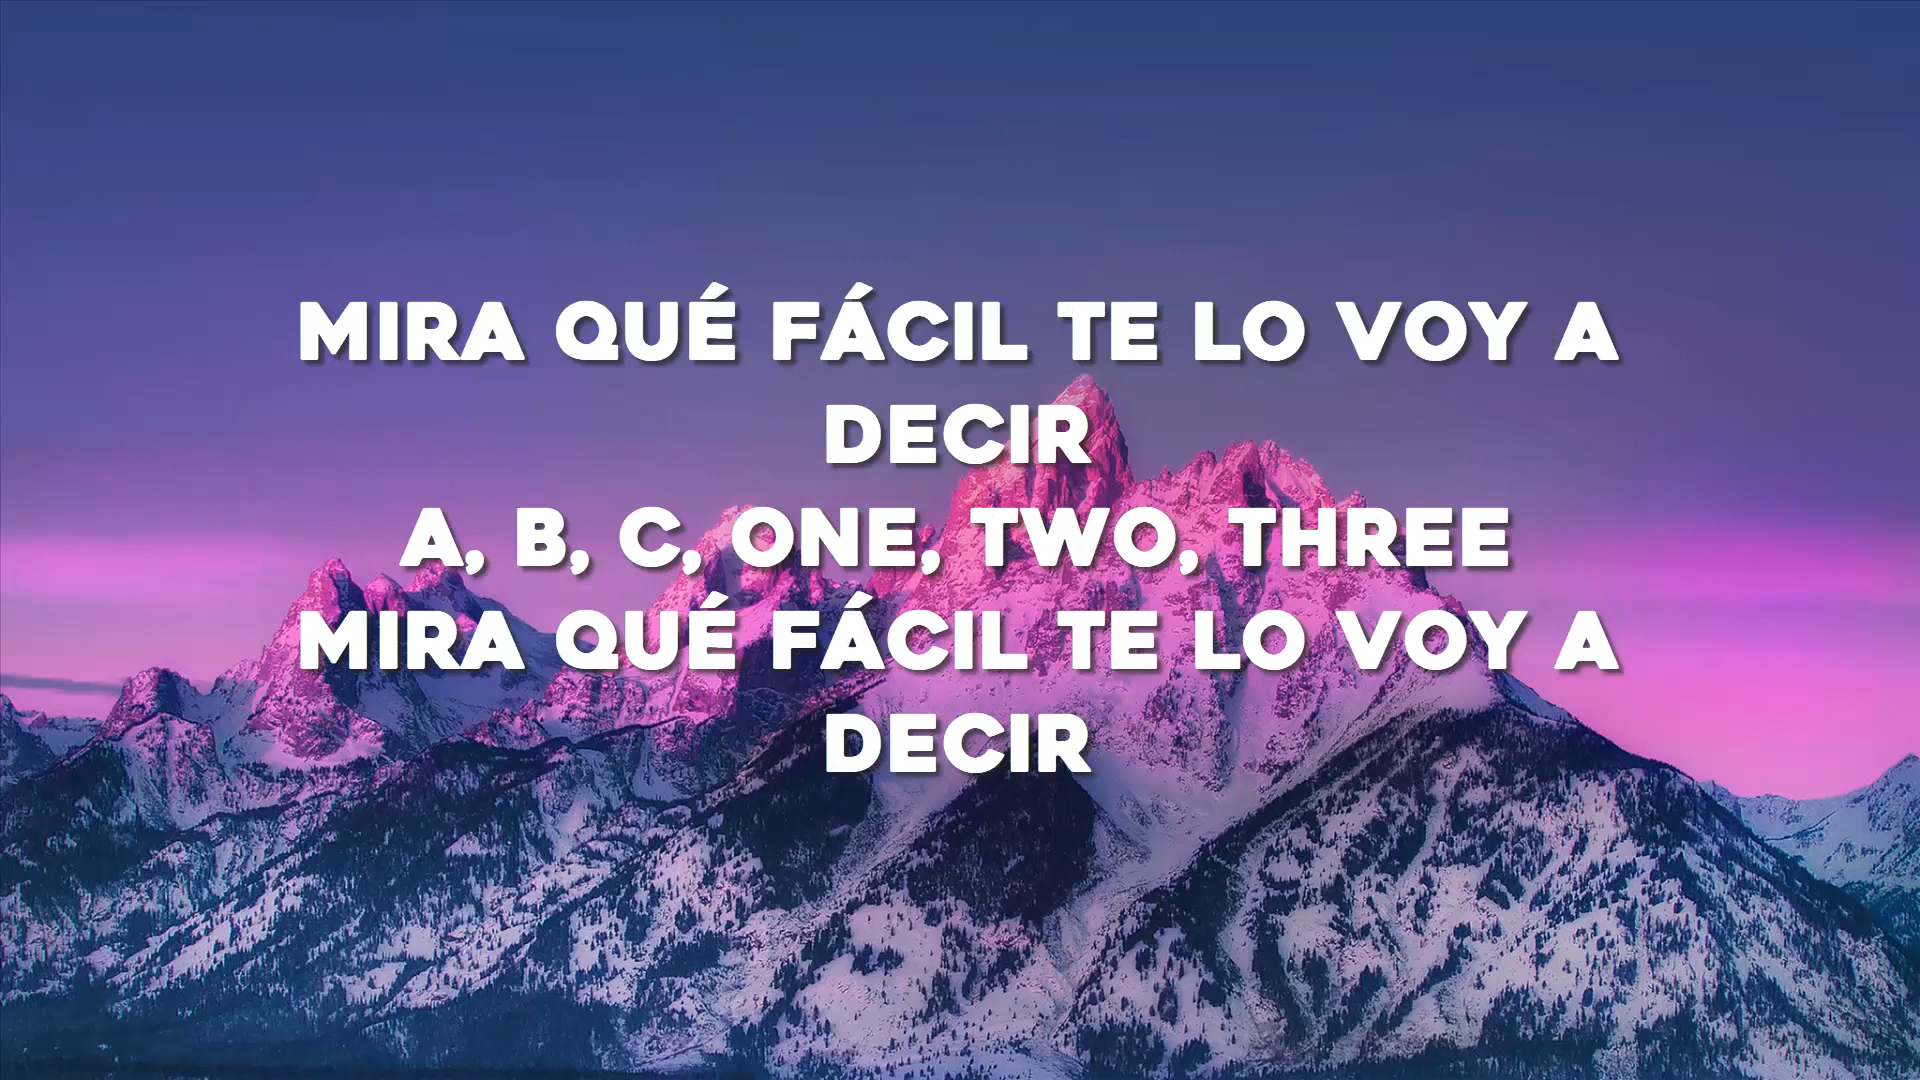 MIRA QUÉ FÁCIL TE LO VOY A
DECIR
A, B, C, ONE, TWO, THREE
MIRA QUÉ FÁCIL TE LO VOY A
DECIR